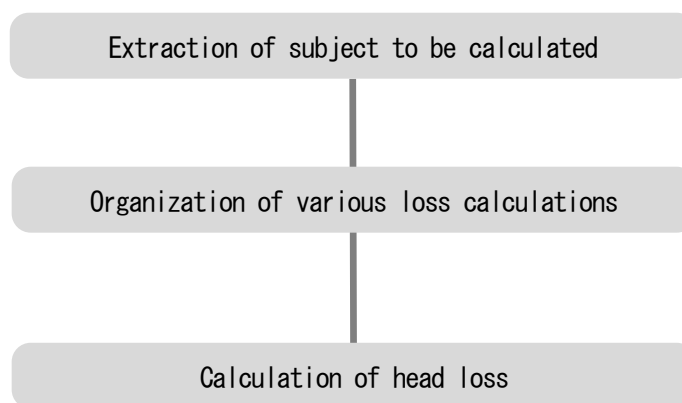 Extraction of subject to be calculated
Organization of various loss calculations
Calculation of head loss